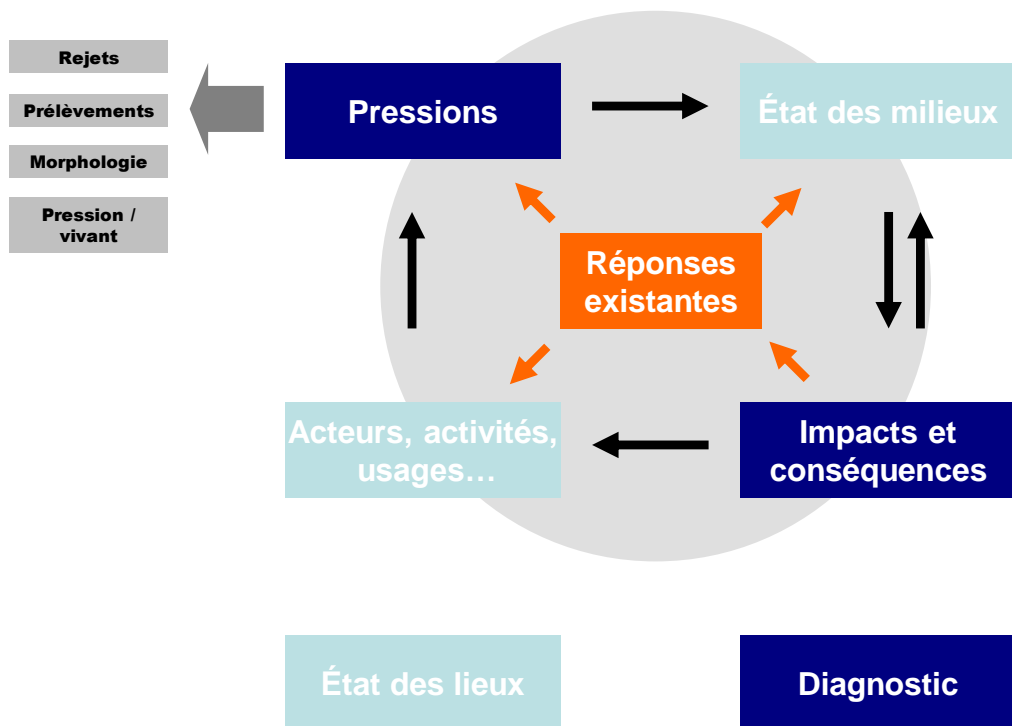 Rejets
Prélèvements
Morphologie
Pression /
vivant
Pressions
État des milieux
Réponses
existantes
Acteurs, activités,
usages…
Impacts et
conséquences
État des lieux
Diagnostic